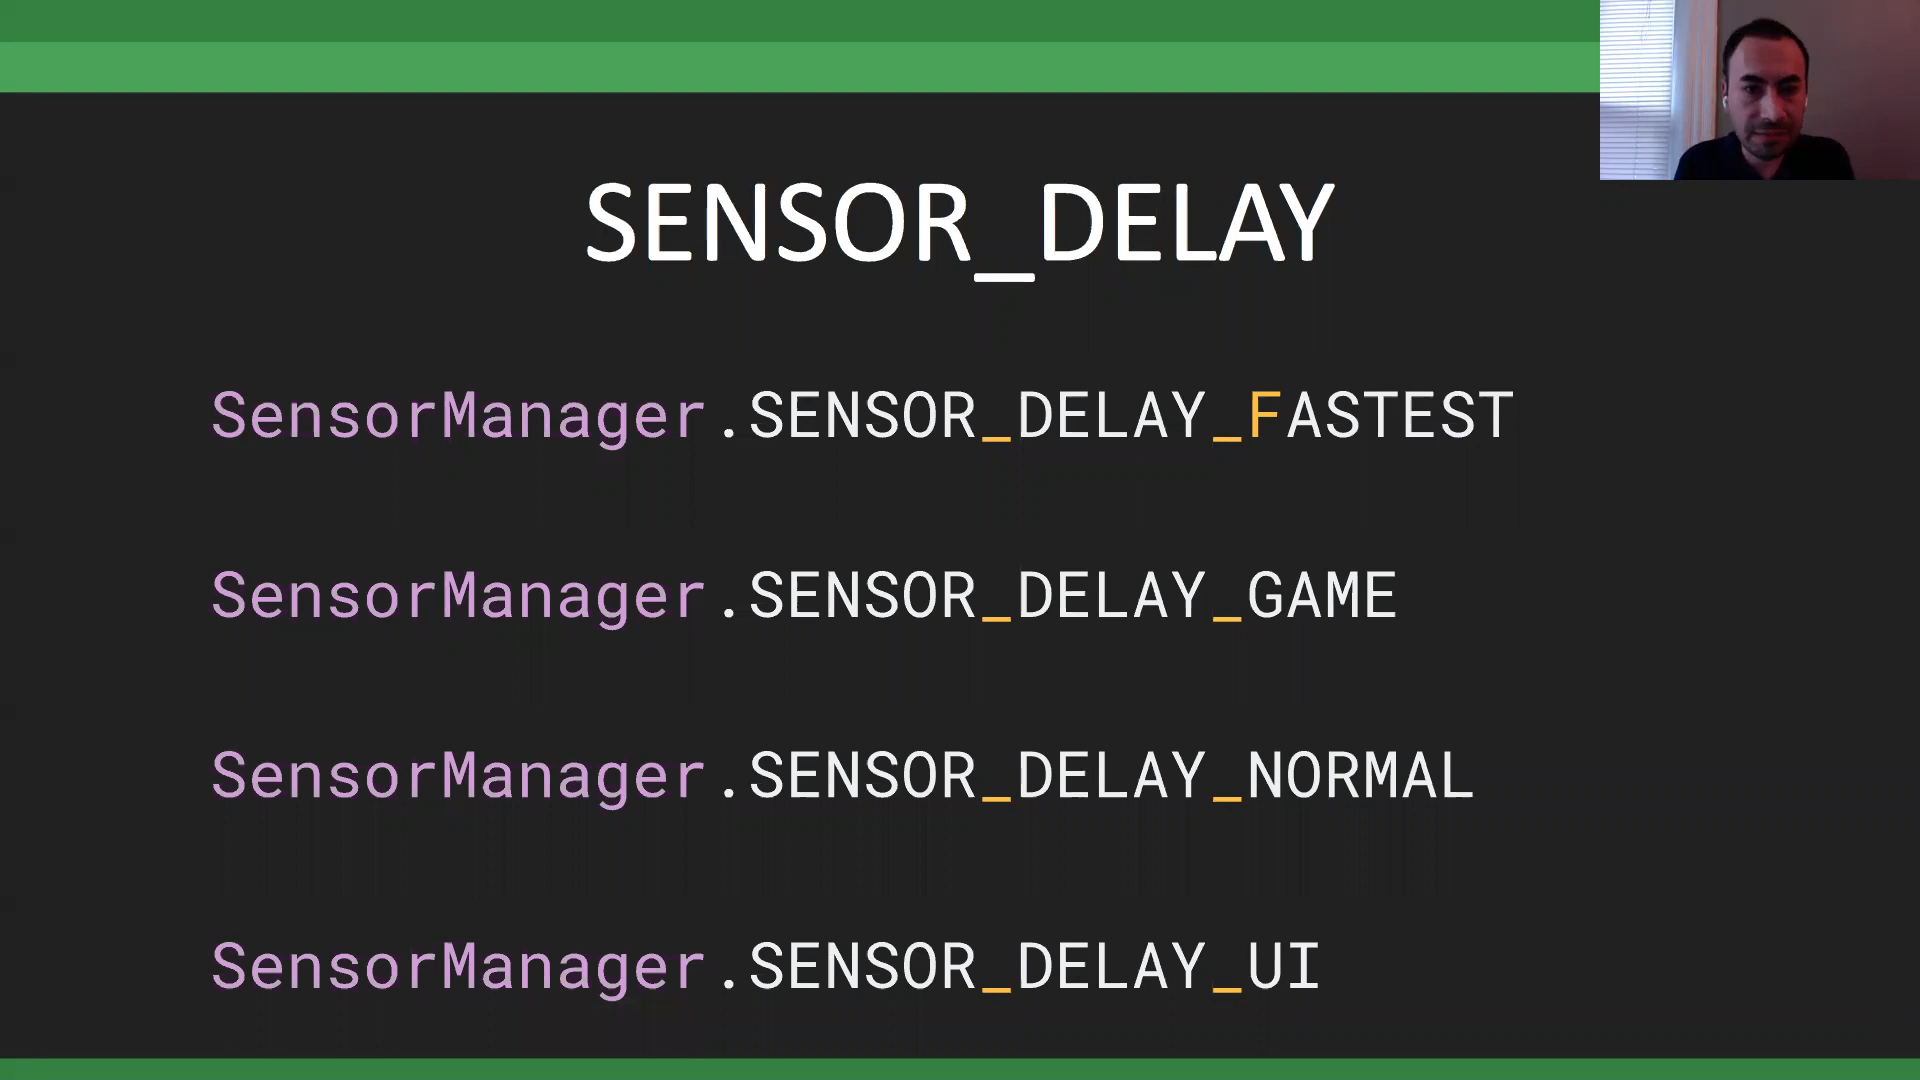 SENSOR_DELAY
SensorManager.SENSOR_DELAY_FASTEST
SensorManager.SENSOR_DELAY_GAME
SensorManager.SENSOR_DELAY_NORMAL
SensorManager.SENSOR_DELAY_UI